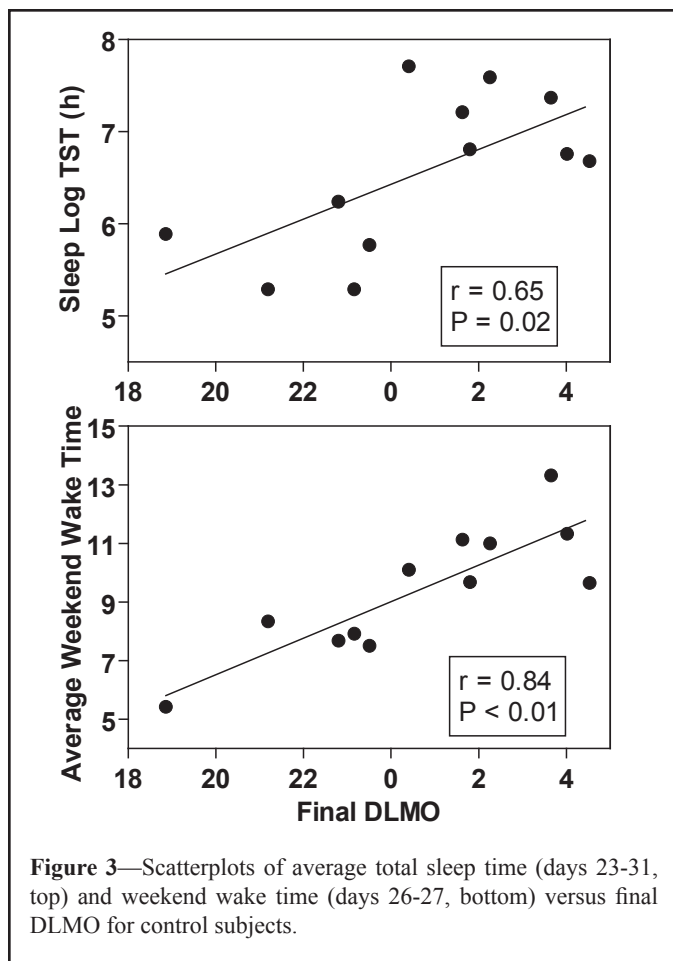 8
7
6
5
Sleep Log TST (h)
r = 0.65
P = 0.02
18 20 22 0 2 4
15
13
11
9
7
5
Average Weekend Wake Time
r = 0.84
P < 0.01
18 20 22 0 2 4
Final DLMO
Figure 3—Scatterplots of average total sleep time (days 23-31,
top) and weekend wake time (days 26-27, bottom) versus final
DLMO for control subjects.